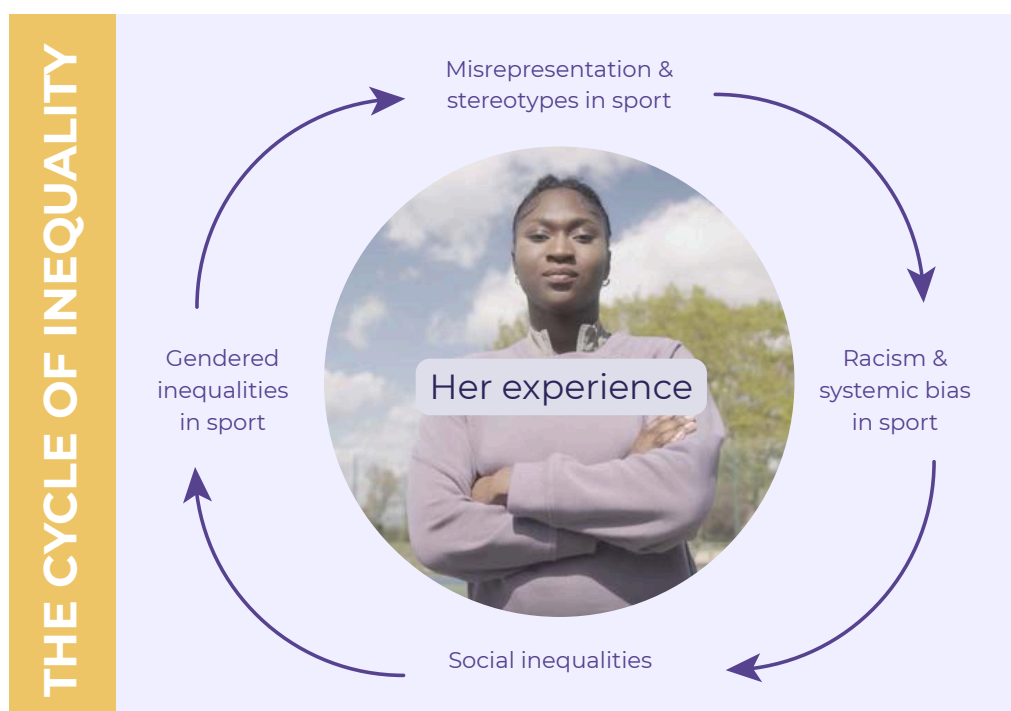 THE CYCLE OF INEQUALITY
Misrepresentation &
stereotypes in sport
Gendered
inequalities
in sport
Her experience
Racism &
systemic bias
in sport
Social inequalities